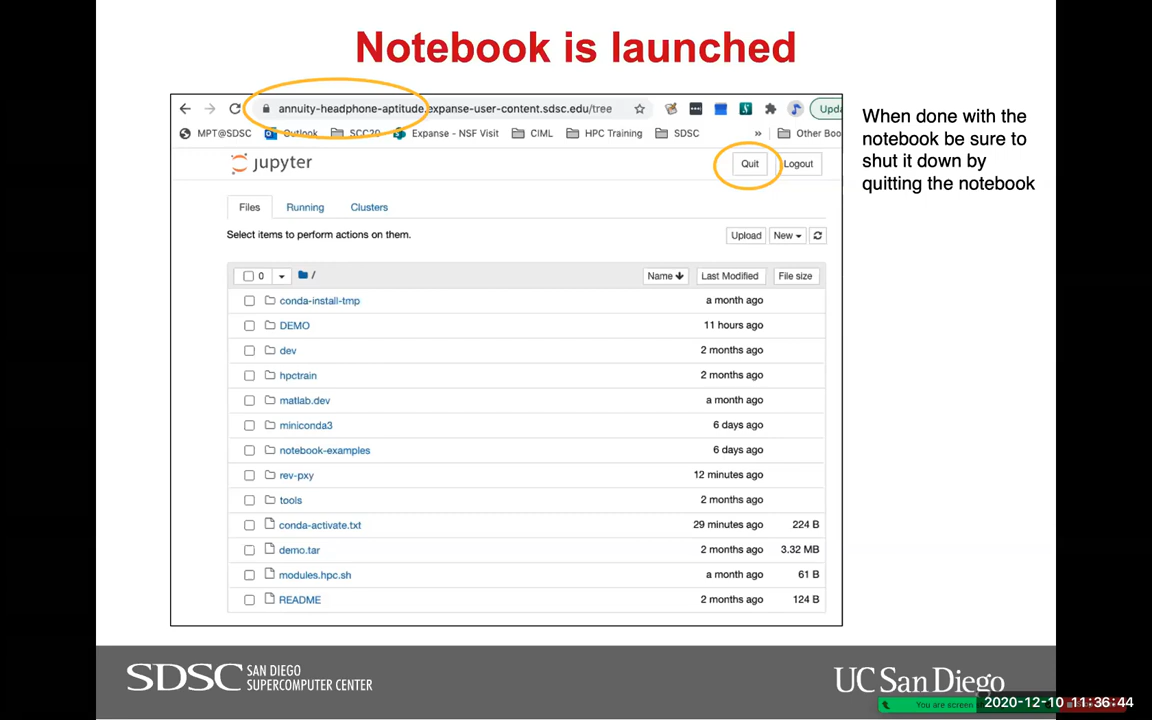 Notebook is launched
annuity-headphone-aptitude.expanse-user-content.sdsc.edu/tree
MPT@SDSC Outlook SCC20 Expanse - NSF Visit CIML HPC Training SDSC » Other Boo
jupyter Quit Logout
When done with the
notebook be sure to
shut it down by
quitting the notebook
Files Running Clusters
Select items to perform actions on them. Upload New
0 / Name Last Modified File size
conda-install-tmp a month ago
DEMO 11 hours ago
dev 2 months ago
hpctrain 2 months ago
matlab.dev a month ago
miniconda3 6 days ago
notebook-examples 6 days ago
rev-pxy 12 minutes ago
tools 2 months ago
conda-activate.txt 29 minutes ago 224 B
demo.tar 2 months ago 3.32 MB
modules.hpc.sh a month ago 61 B
README 2 months ago 124 B
SDSC SAN DIEGO
SUPERCOMPUTER CENTER
UC San Diego
You are screen 2020-12-10 11:36:44